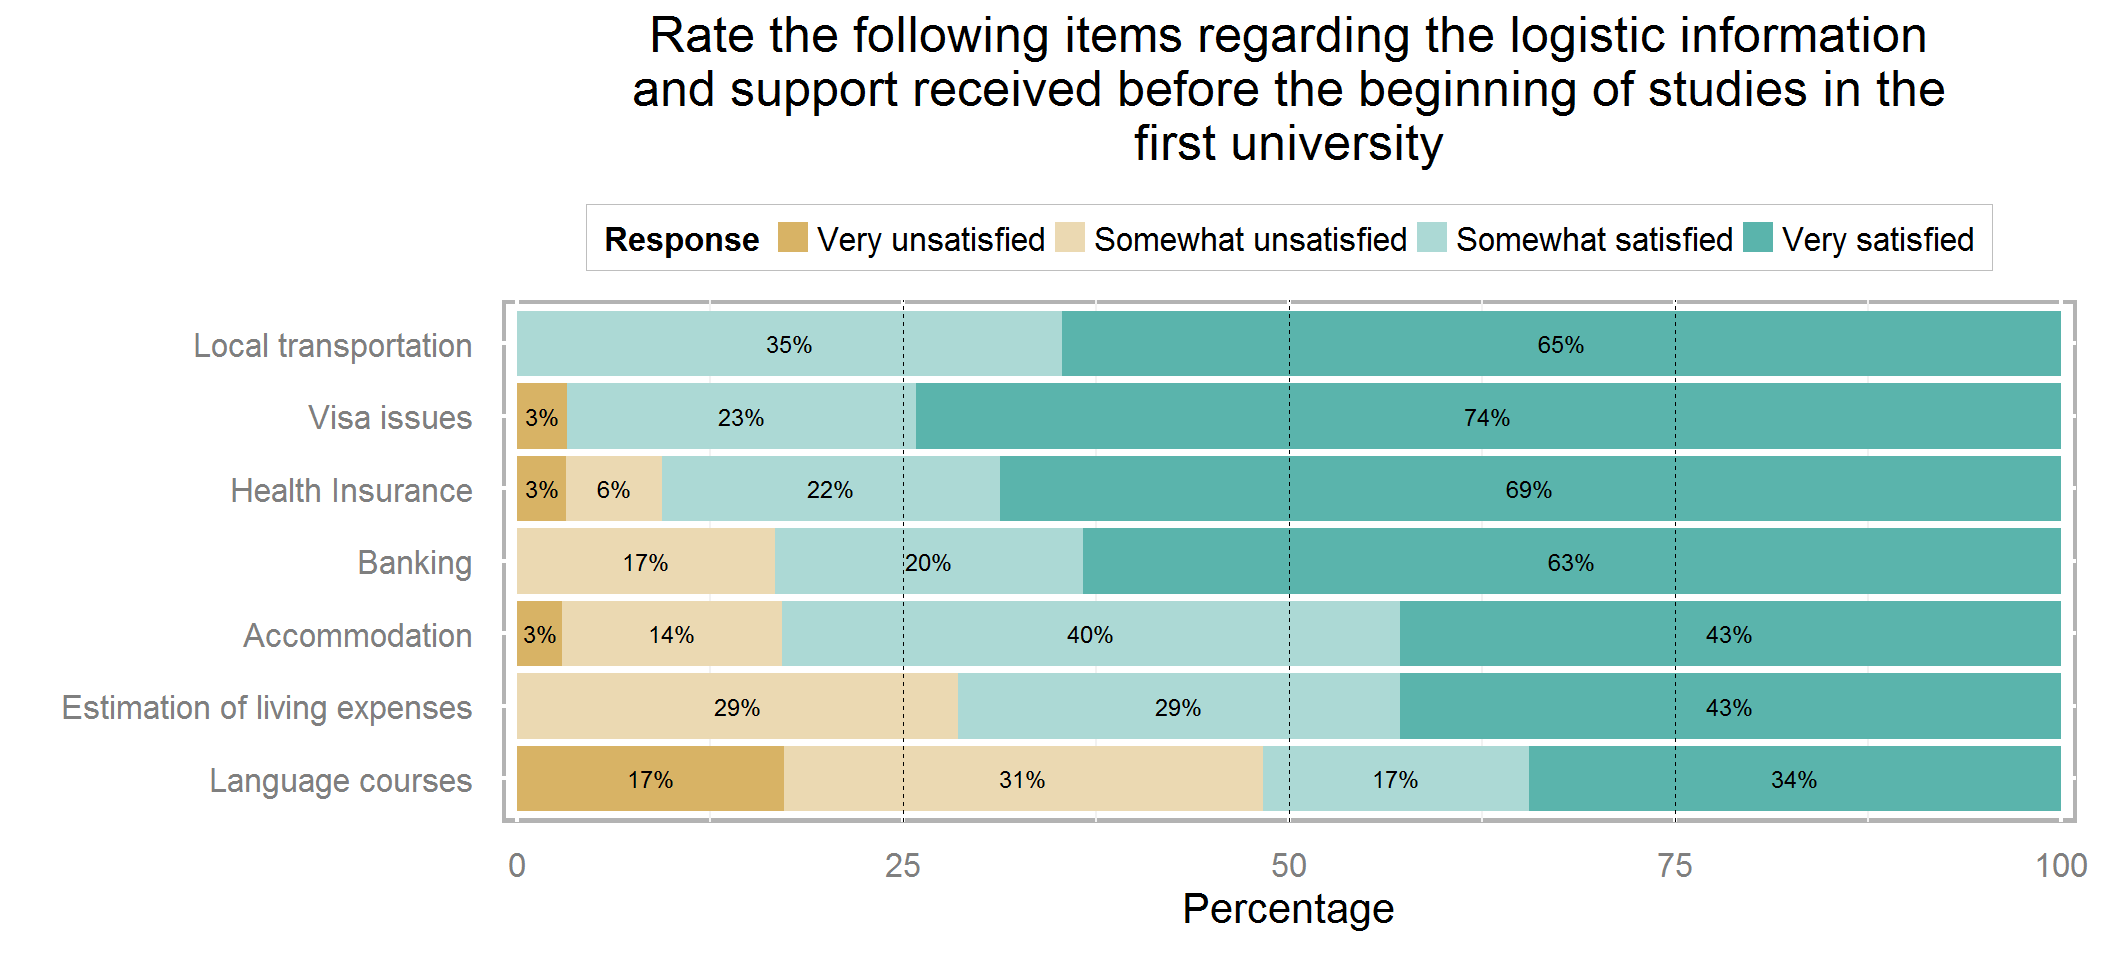 Rate the following items regarding the logistic information
and support received before the beginning of studies in the
first university
Response Very unsatisfied Somewhat unsatisfied Somewhat satisfied Very satisfied
Local transportation 35% 65%
Visa issues 3% 23% 74%
Health Insurance 3% 6% 22% 69%
Banking 17% 20% 63%
Accommodation 3% 14% 40% 43%
Estimation of living expenses 29% 29% 43%
Language courses 17% 31% 17% 34%
0 25 50 75 100
Percentage